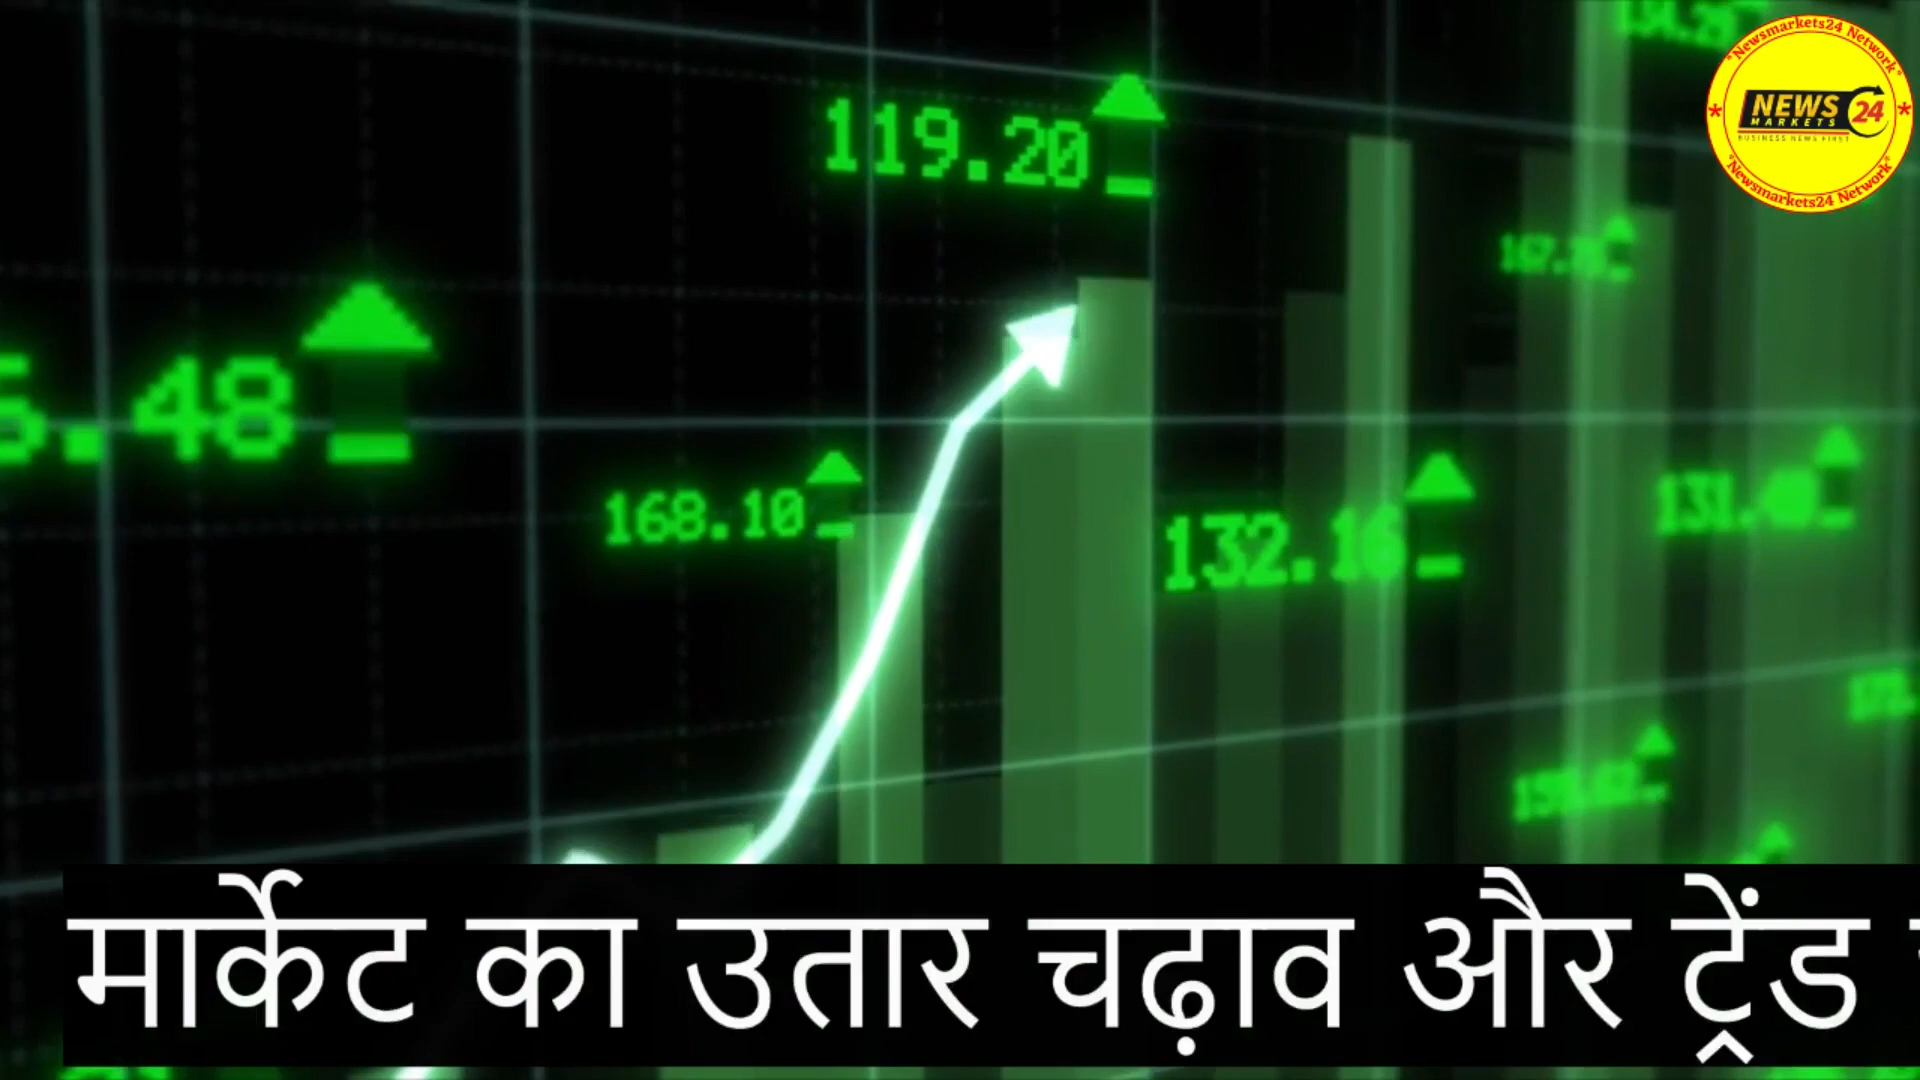 *Newsmarkets24 Network*
NEWS 24
MARKETS
BUSINESS NEWS FIRST
*Newsmarkets24 Network*
119.20
.48
168.10
132.16
मार्केट का उतार चढ़ाव और ट्रेंड